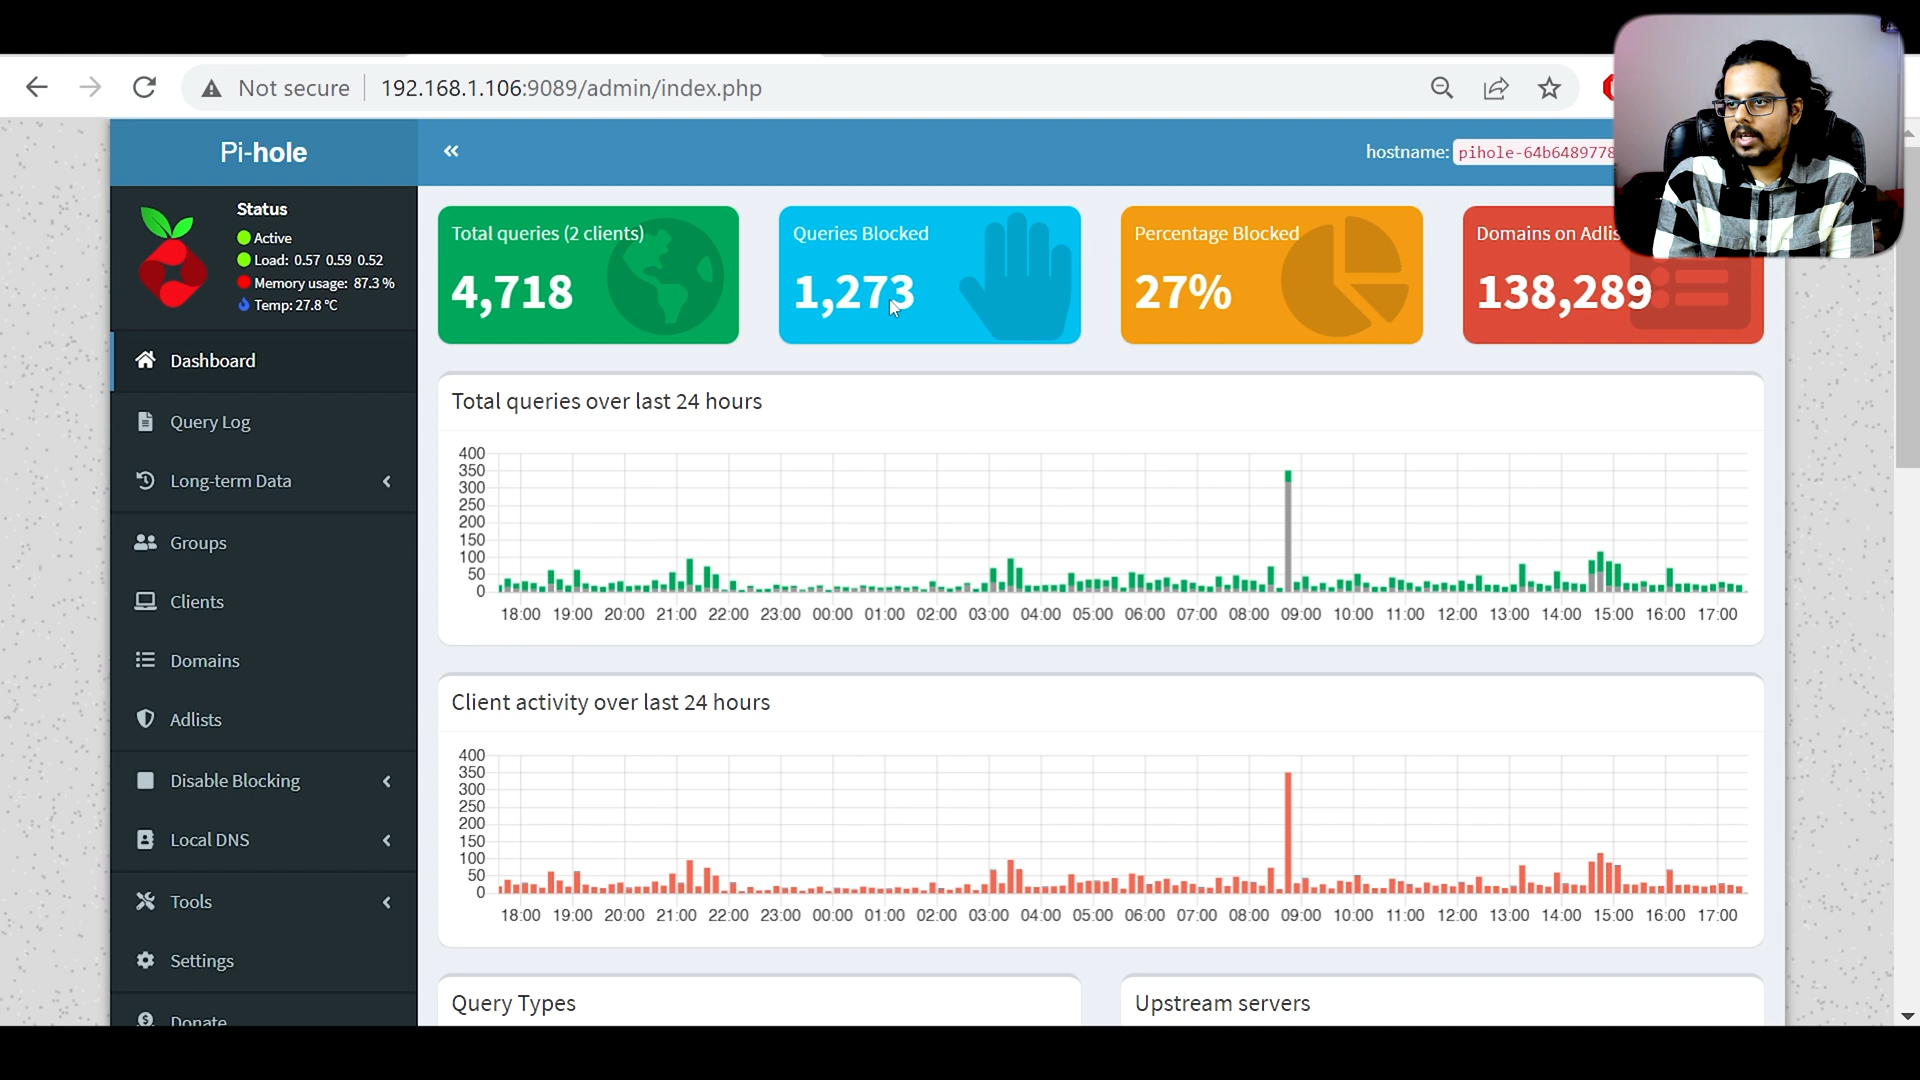 Not secure
192.168.1.106:9089/admin/index.php
Pi-hole
hostname: pihole-64b6489778
Status
Active
Load: 0.57 0.59 0.52
Memory usage: 87.3 %
Temp: 27.8 °C
Total queries (2 clients)
4,718
Queries Blocked
1,273
Percentage Blocked
27%
Domains on Adlis
138,289
Dashboard
Query Log
Long-term Data
Groups
Clients
Domains
Adlists
Disable Blocking
Local DNS
Tools
Settings
Donate
Total queries over last 24 hours
400
350
300
250
200
150
100
50
0
18:00 19:00 20:00 21:00 22:00 23:00 00:00 01:00 02:00 03:00 04:00 05:00 06:00 07:00 08:00 09:00 10:00 11:00 12:00 13:00 14:00 15:00 16:00 17:00
Client activity over last 24 hours
400
350
300
250
200
150
100
50
0
18:00 19:00 20:00 21:00 22:00 23:00 00:00 01:00 02:00 03:00 04:00 05:00 06:00 07:00 08:00 09:00 10:00 11:00 12:00 13:00 14:00 15:00 16:00 17:00
Query Types
Upstream servers